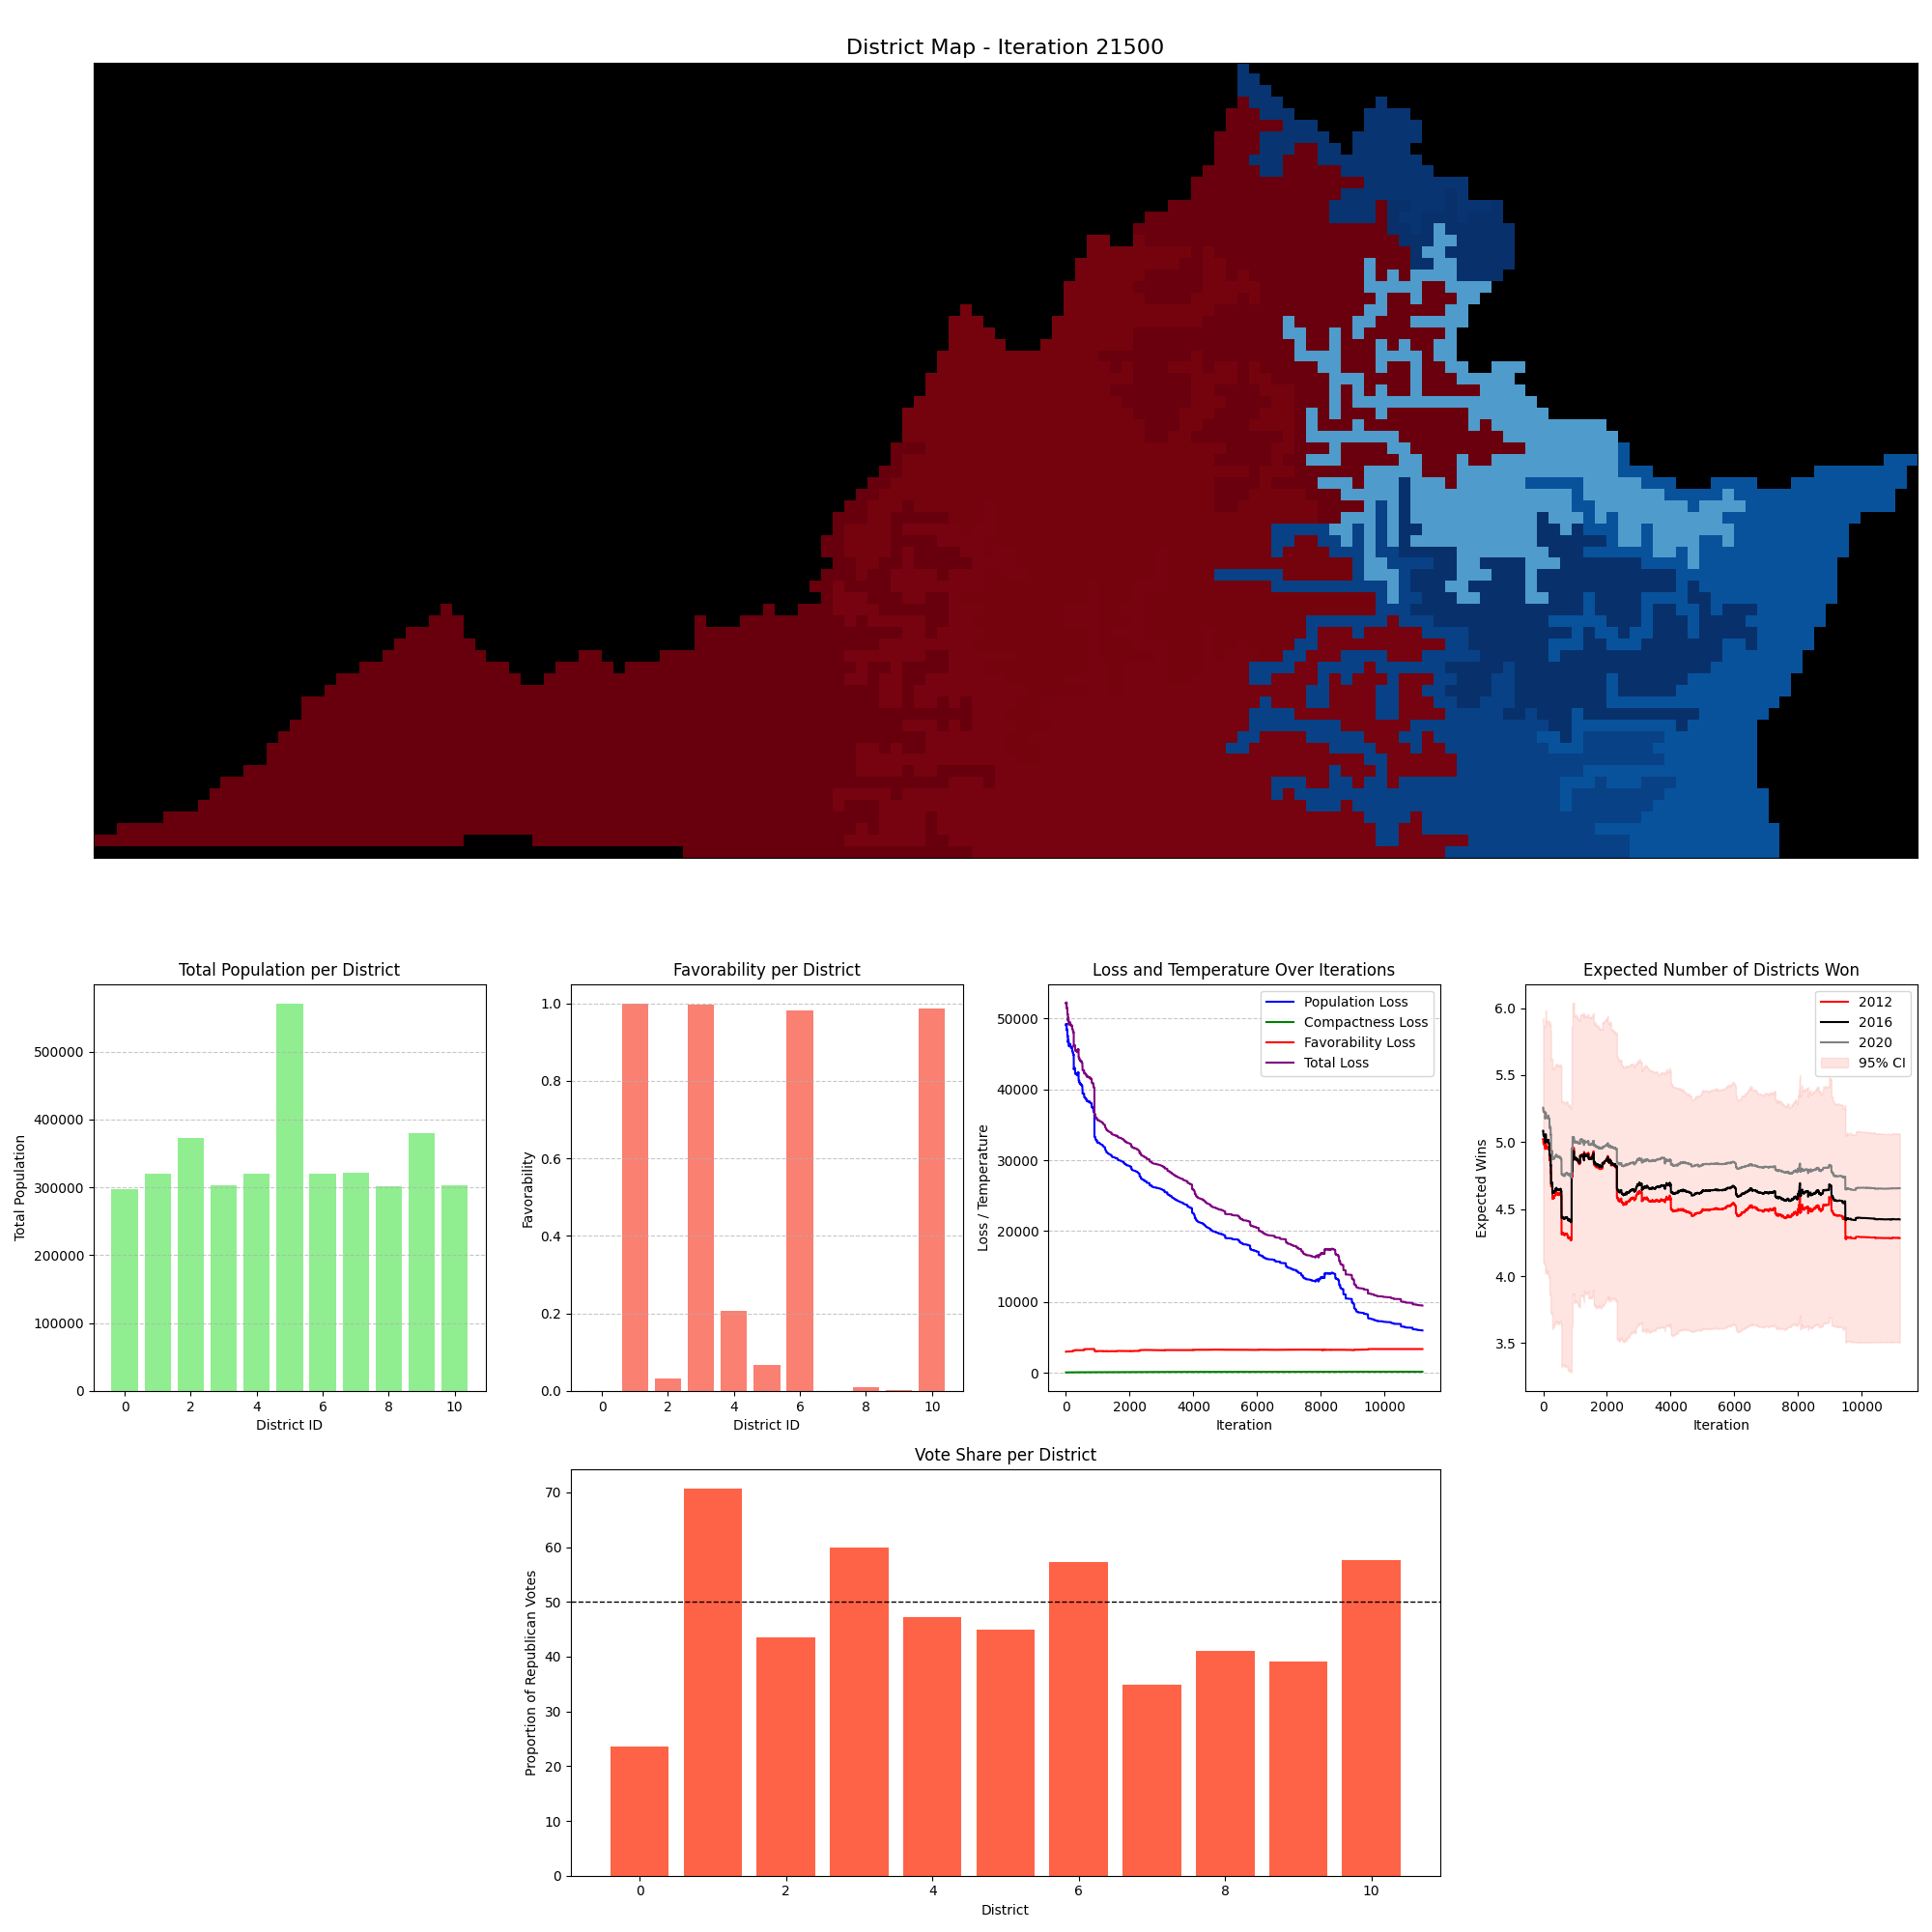 District Map - Iteration 21500
Total Population per District
Total Population
500000
400000
300000
200000
100000
0
0 2 4 6 8 10
District ID
Favorability per District
Favorability
1.0
0.8
0.6
0.4
0.2
0.0
0 2 4 6 8 10
District ID
Loss and Temperature Over Iterations
Loss / Temperature
50000
40000
30000
20000
10000
0
Population Loss
Compactness Loss
Favorability Loss
Total Loss
0 2000 4000 6000 8000 10000
Iteration
Expected Number of Districts Won
Expected Wins
6.0
5.5
5.0
4.5
4.0
3.5
2012
2016
2020
95% CI
0 2000 4000 6000 8000 10000
Iteration
Vote Share per District
Proportion of Republican Votes
70
60
50
40
30
20
10
0
0 2 4 6 8 10
District